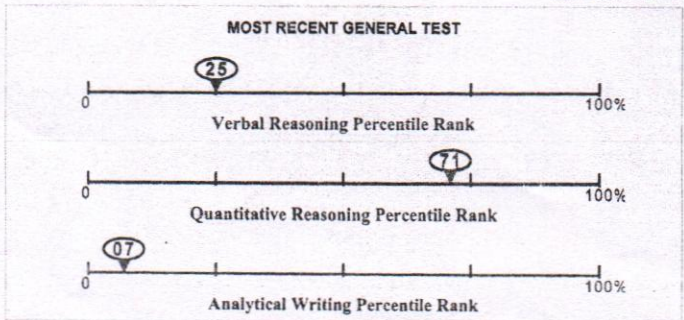 MOST RECENT GENERAL TEST
25
0 100%
Verbal Reasoning Percentile Rank
71
0 100%
Quantitative Reasoning Percentile Rank
07
0 100%
Analytical Writing Percentile Rank